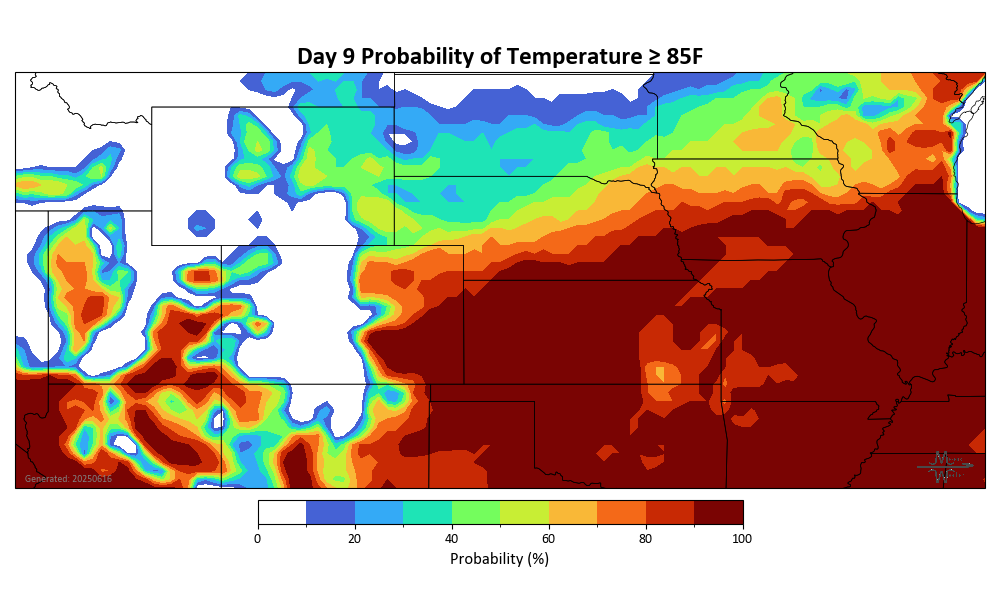 Day 9 Probability of Temperature ≥ 85F
Generated: 20250616
0 20 40 60 80 100
Probability (%)